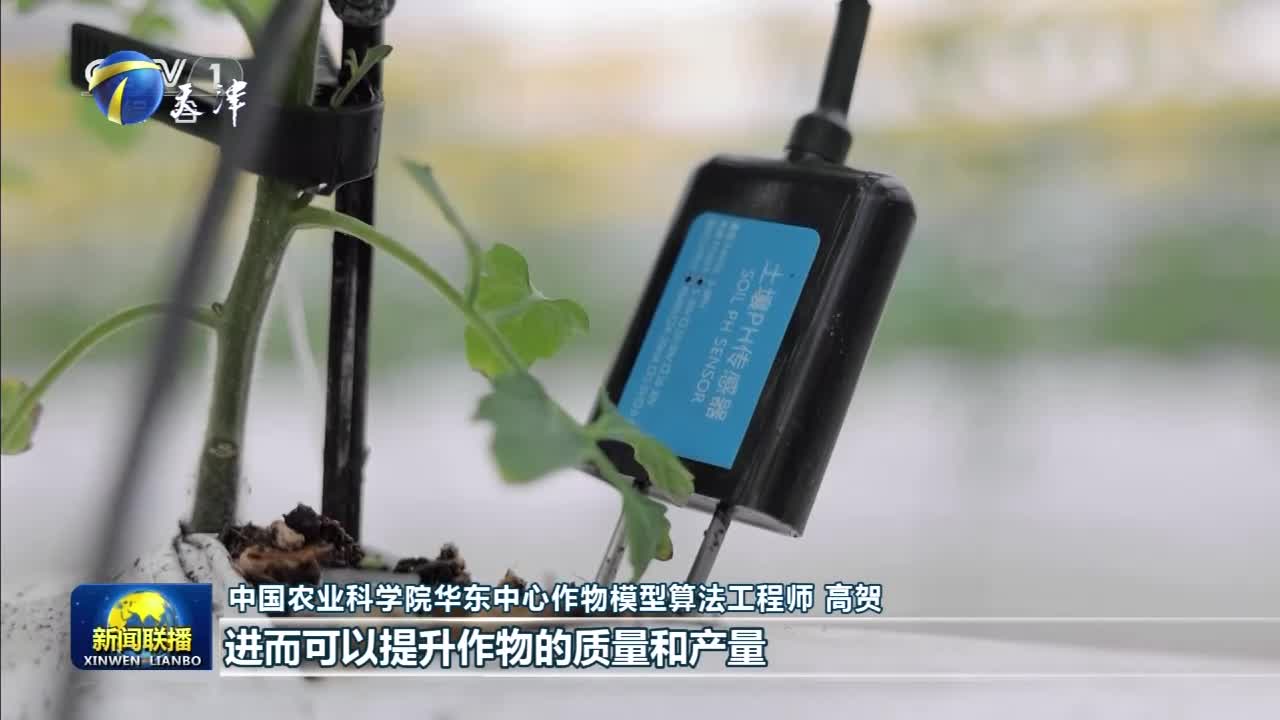 CCTV 1
天津
土壤PH传感器
SOIL PH SENSOR
中国农业科学院华东中心作物模型算法工程师 高贺
新闻联播
XINWEN LIANBO
进而可以提升作物的质量和产量